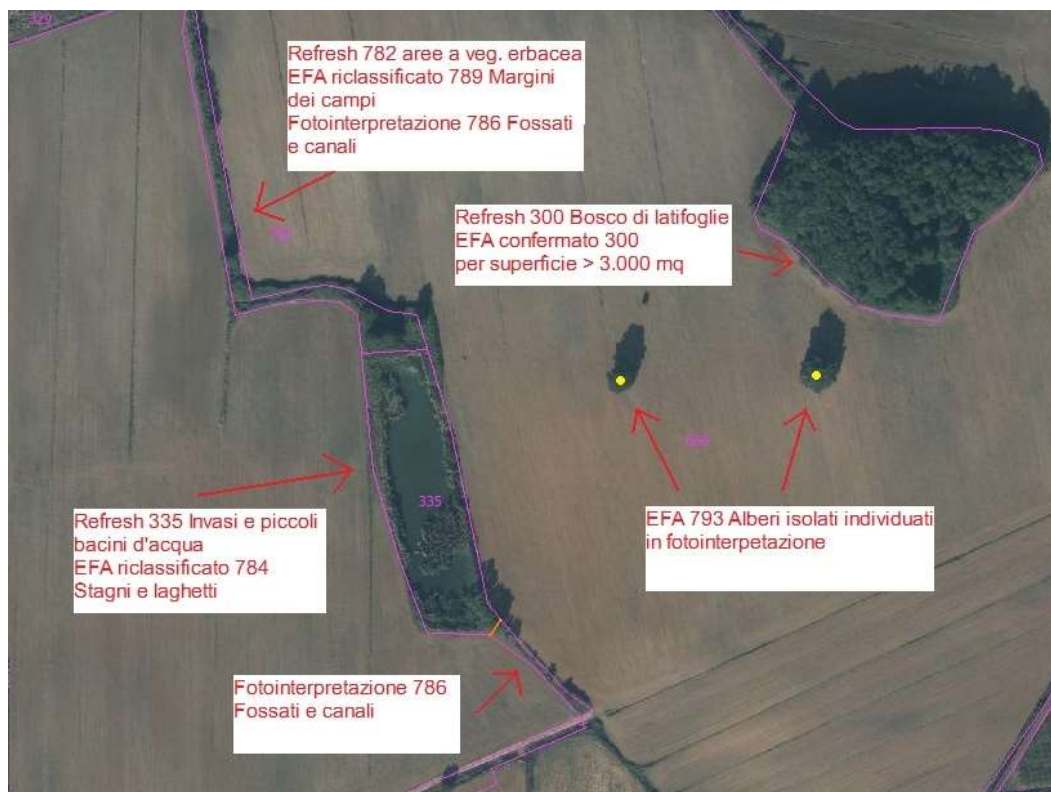 329
Refresh 782 aree a veg. erbacea
EFA riclassificato 789 Margini
dei campi
Fotointerpretazione 786 Fossati
e canali
Refresh 300 Bosco di latifoglie
EFA confermato 300
per superficie > 3.000 mq
335
Refresh 335 Invasi e piccoli
bacini d'acqua
EFA riclassificato 784
Stagni e laghetti
EFA 793 Alberi isolati individuati
in fotointerpetazione
Fotointerpretazione 786
Fossati e canali